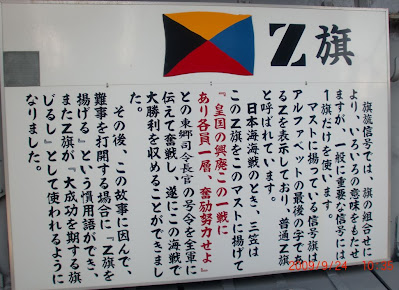 Z旗
旗旒信号では、旗の組合せに
より、いろいろの意味をもたせ
ますが、一般に重要な信号には
1旗だけを使います。
マストに揚っている信号旗は
アルファベットの最後の字であ
るZを表示しており、普通Z旗
と呼ばれています。
日本海海戦のとき、三笠は
このZ旗をこのマストに揚げて
『皇国の興廃この一戦に
あり各員一層、奮励努力せよ』
との東郷司令長官の号令を全軍に
伝えて奮戦し、遂にこの海戦で
大勝利を収めることができまし
た。
その後、この故事に因んで、
難事を打開する場合に『Z旗を
揚げる』という慣用語ができ、
またZ旗が『大成功を期する旗
じるし』として使われるように
なりました。
2009/9/24 10:38